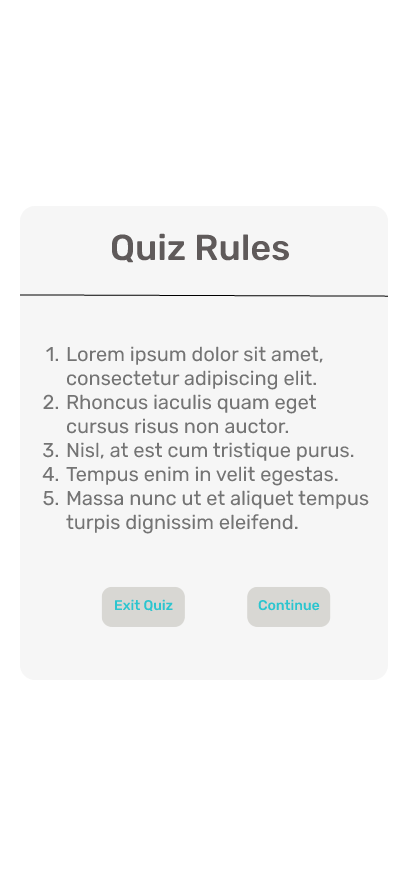 Quiz Rules
1. Lorem ipsum dolor sit amet,
consectetur adipiscing elit.
2. Rhoncus iaculis quam eget
cursus risus non auctor.
3. Nisl, at est cum tristique purus.
4. Tempus enim in velit egestas.
5. Massa nunc ut et aliquet tempus
turpis dignissim eleifend.
Exit Quiz
Continue